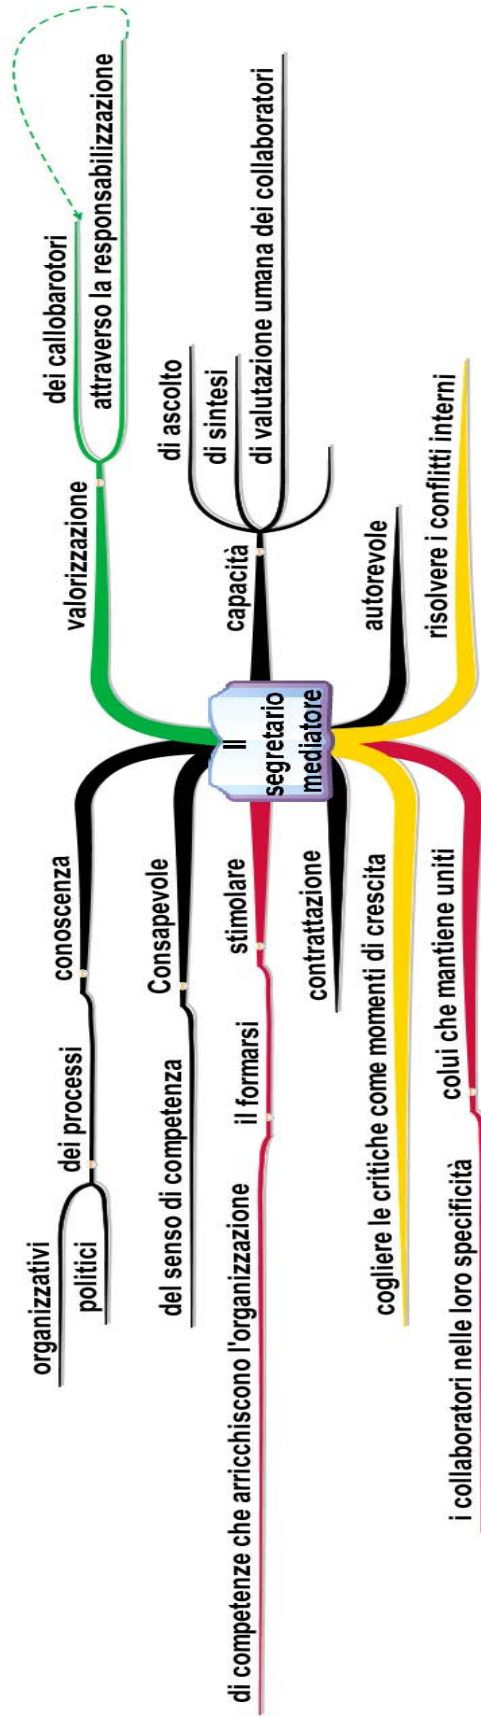 Il
segretario
mediatore
valorizzazione
dei callobarotori
attraverso la responsabilizzazione
capacità
di ascolto
di sintesi
di valutazione umana dei collaboratori
autorevole
risolvere i conflitti interni
conoscenza
dei processi
organizzativi
politici
Consapevole
del senso di competenza
stimolare
il formarsi
di competenze che arricchiscono l'organizzazione
contrattazione
cogliere le critiche come momenti di crescita
colui che mantiene uniti
i collaboratori nelle loro specificità